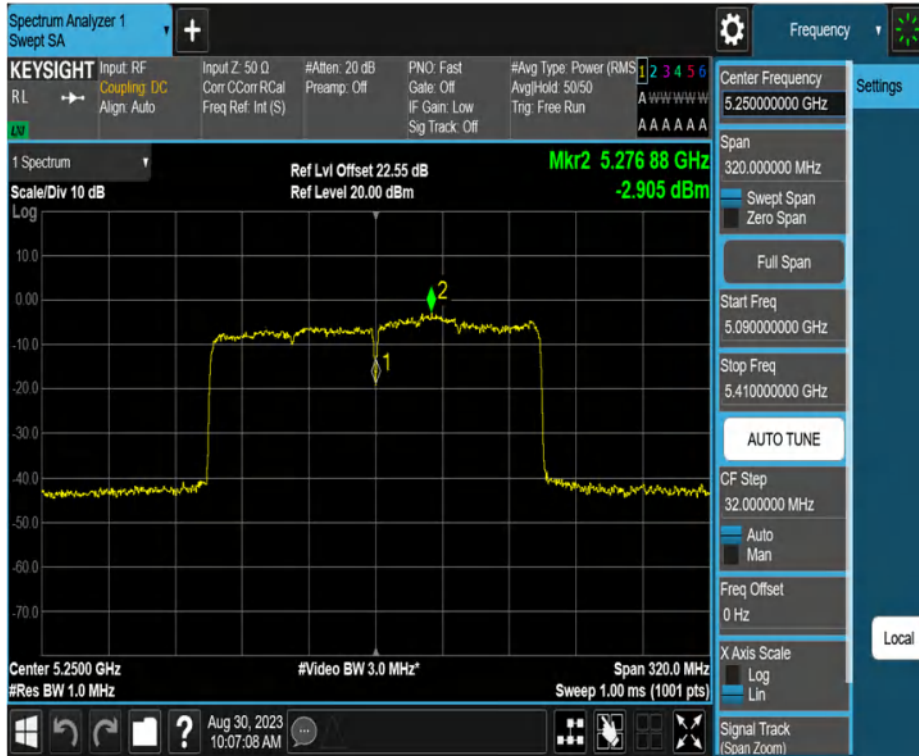 Spectrum Analyzer 1
Swept SA
Frequency
KEYSIGHT
RL
LXI
Input: RF
Coupling: DC
Align: Auto
Input Z: 50 Ω
Corr CCorr RCal
Freq Ref: Int (S)
#Atten: 20 dB
Preamp: Off
PNO: Fast
Gate: Off
IF Gain: Low
Sig Track: Off
#Avg Type: Power (RMS
Avg|Hold: 50/50
Trig: Free Run
1 2 3 4 5 6
A W W W W W
A A A A A A
1 Spectrum
Scale/Div 10 dB
Log
Ref Lvl Offset 22.55 dB
Ref Level 20.00 dBm
Mkr2 5.276 88 GHz
-2.905 dBm
10.0
0.00
-10.0
-20.0
-30.0
-40.0
-50.0
-60.0
-70.0
2
1
Center 5.2500 GHz
#Res BW 1.0 MHz
#Video BW 3.0 MHz*
Span 320.0 MHz
Sweep 1.00 ms (1001 pts)
Aug 30, 2023
10:07:08 AM
Center Frequency
5.250000000 GHz
Span
320.000000 MHz
Swept Span
Zero Span
Full Span
Start Freq
5.090000000 GHz
Stop Freq
5.410000000 GHz
AUTO TUNE
CF Step
32.000000 MHz
Auto
Man
Freq Offset
0 Hz
X Axis Scale
Log
Lin
Signal Track
(Span Zoom)
Settings
Local